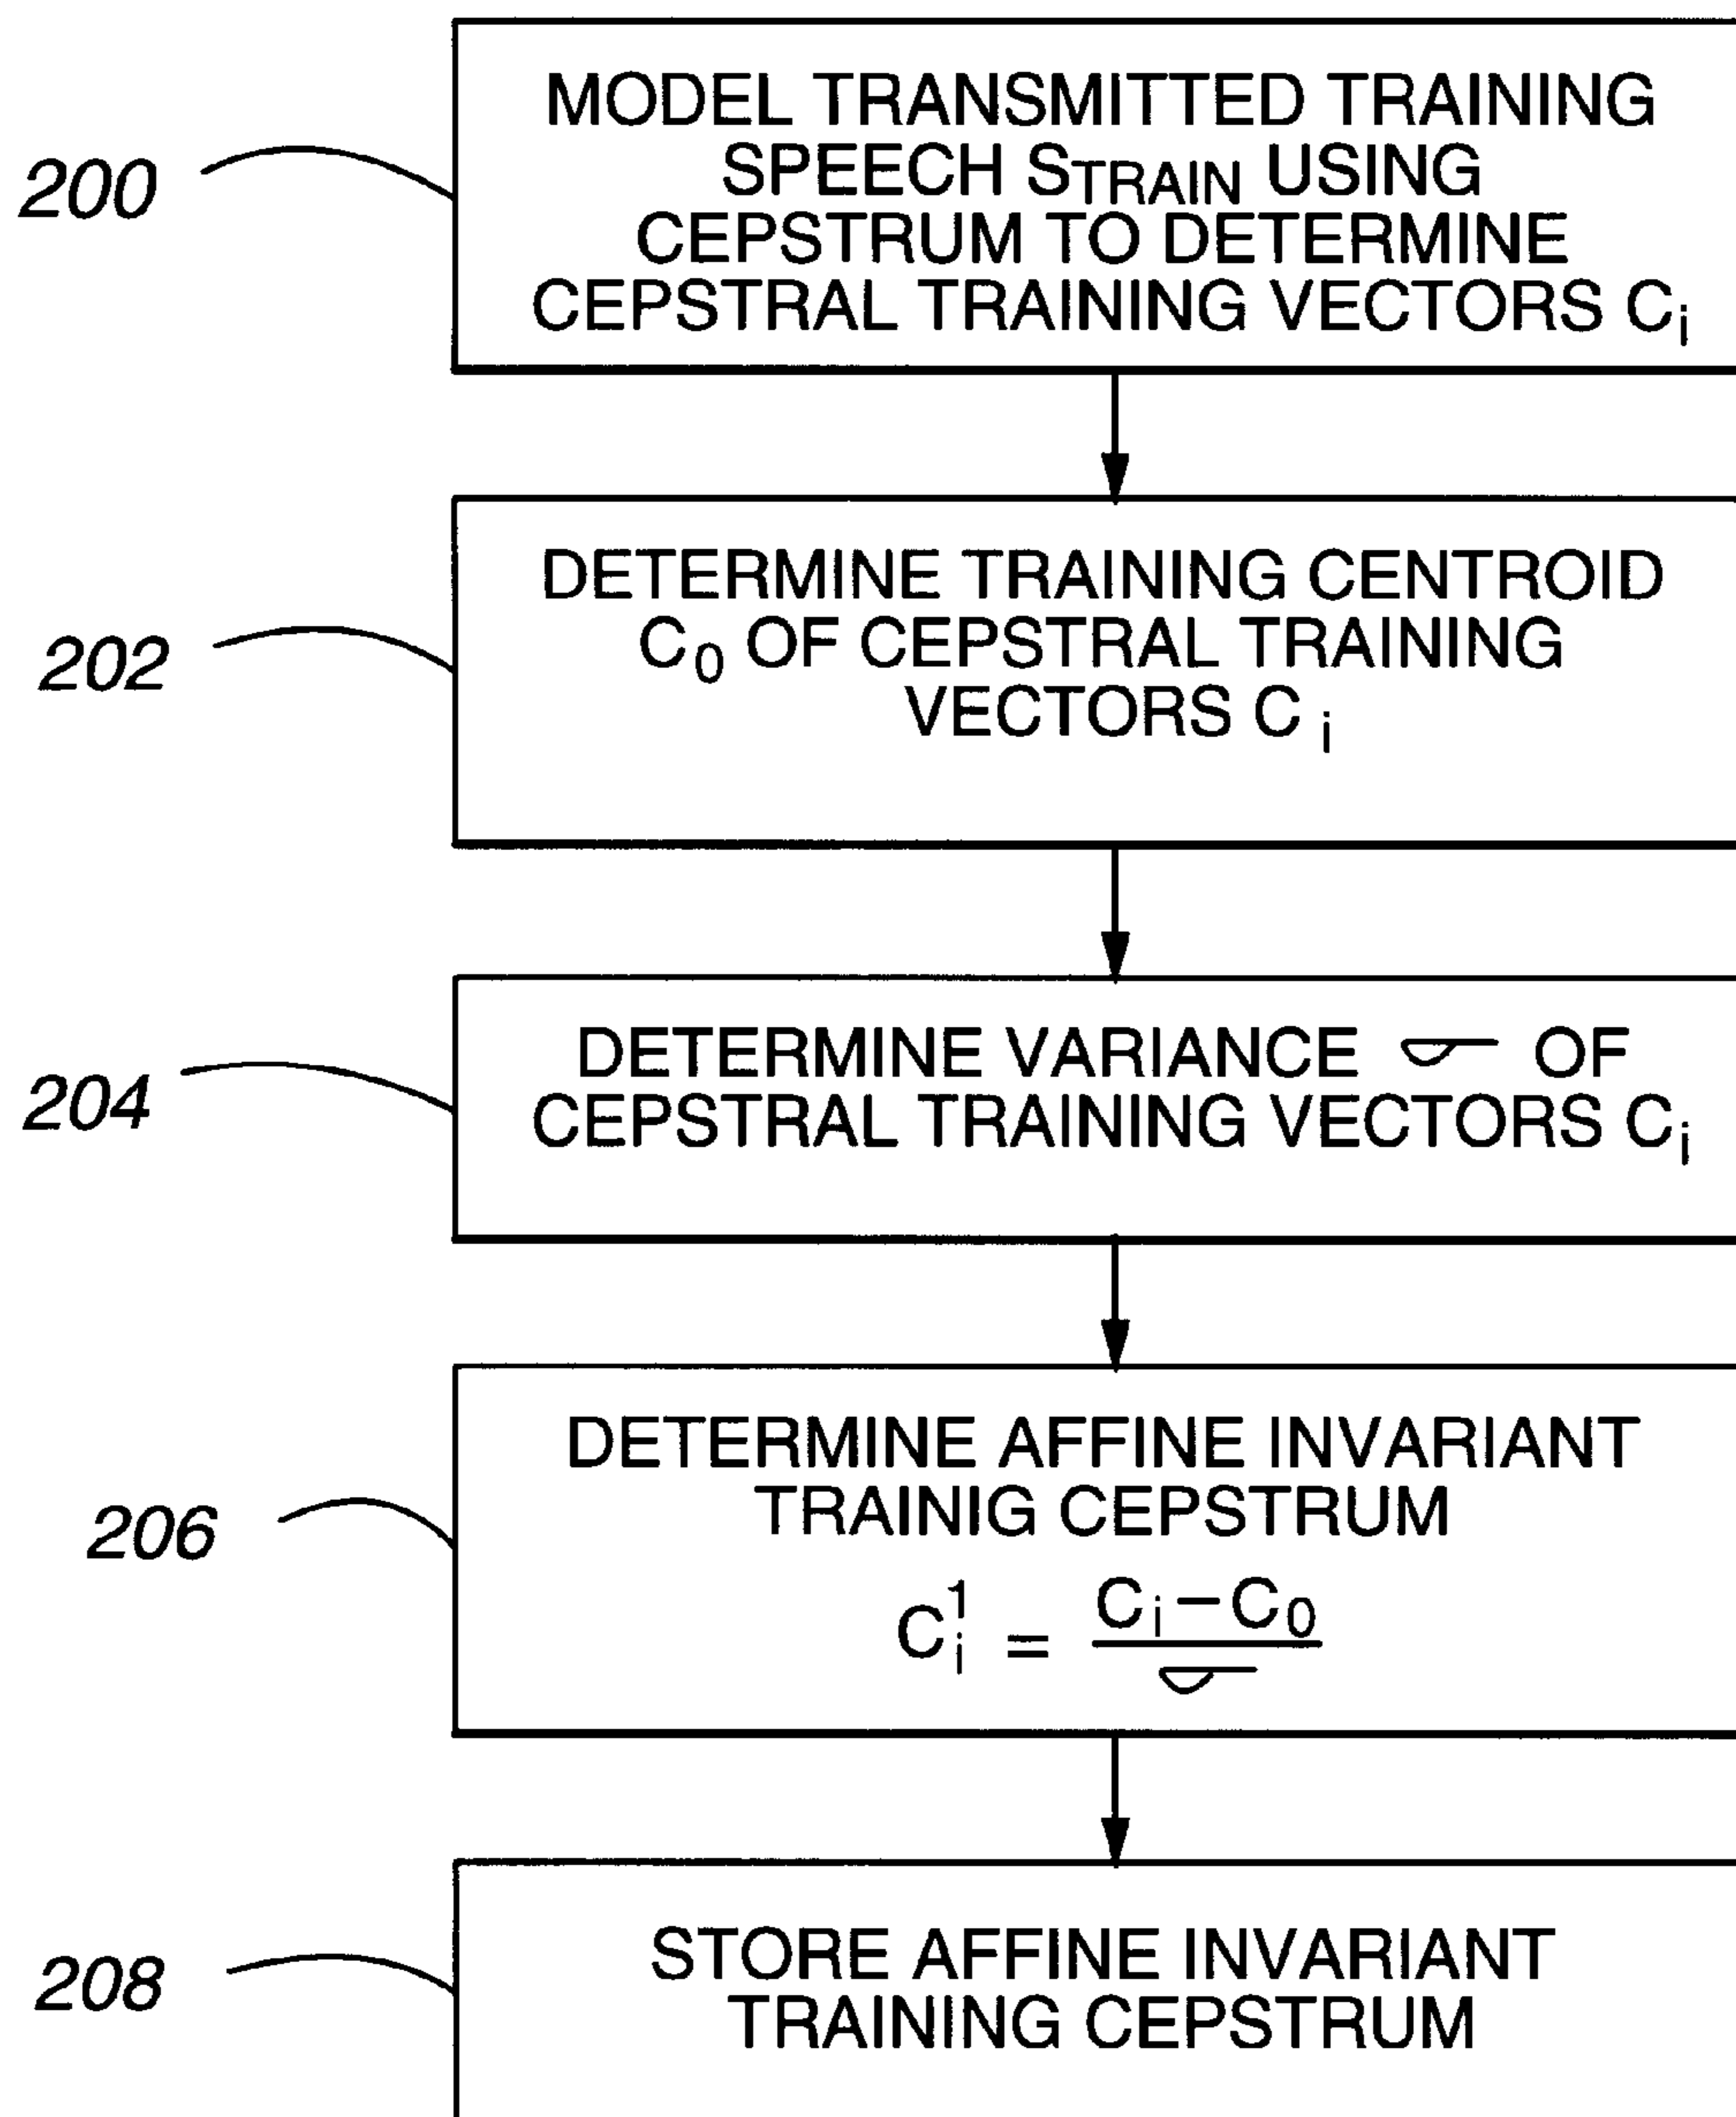 200
MODEL TRANSMITTED TRAINING
SPEECH STRAIN USING
CEPSTRUM TO DETERMINE
CEPSTRAL TRAINING VECTORS Ci
202
DETERMINE TRAINING CENTROID
C0 OF CEPSTRAL TRAINING
VECTORS C i
204
DETERMINE VARIANCE σ OF
CEPSTRAL TRAINING VECTORS Ci
206
DETERMINE AFFINE INVARIANT
TRAINIG CEPSTRUM
Ci1 = Ci – C0
σ
208
STORE AFFINE INVARIANT
TRAINING CEPSTRUM